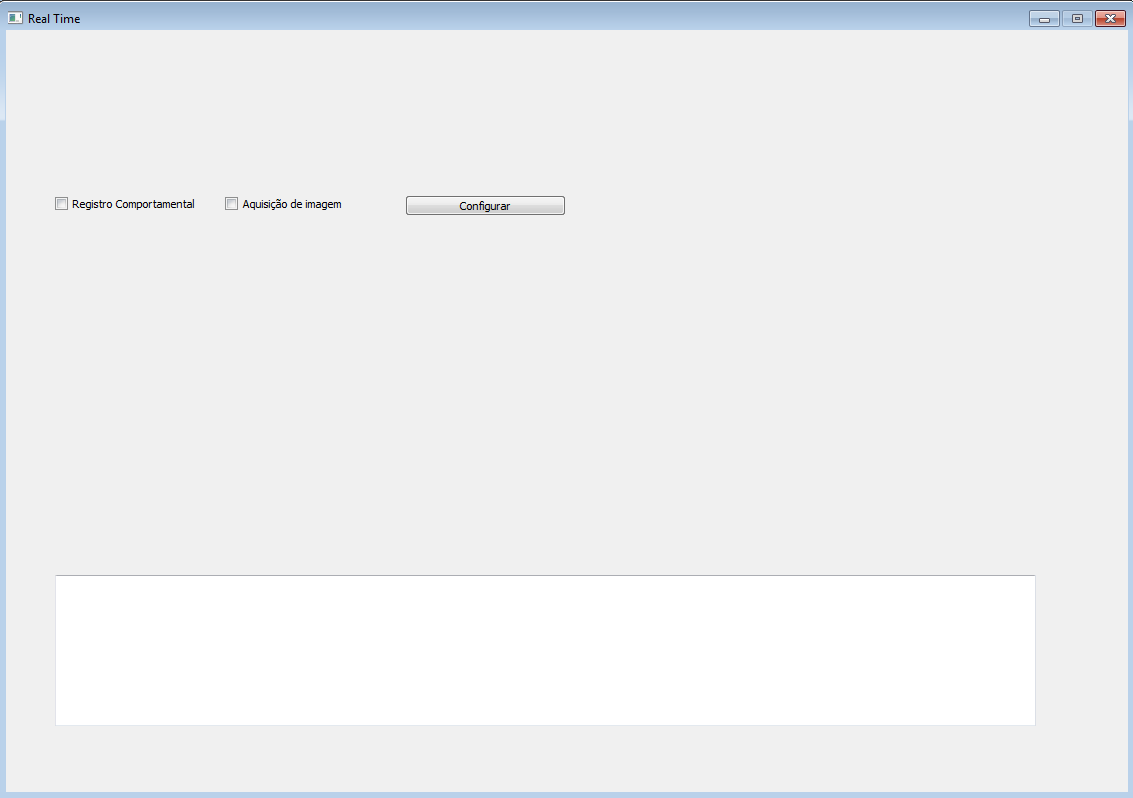 Real Time
Registro Comportamental
Aquisição de imagem
Configurar